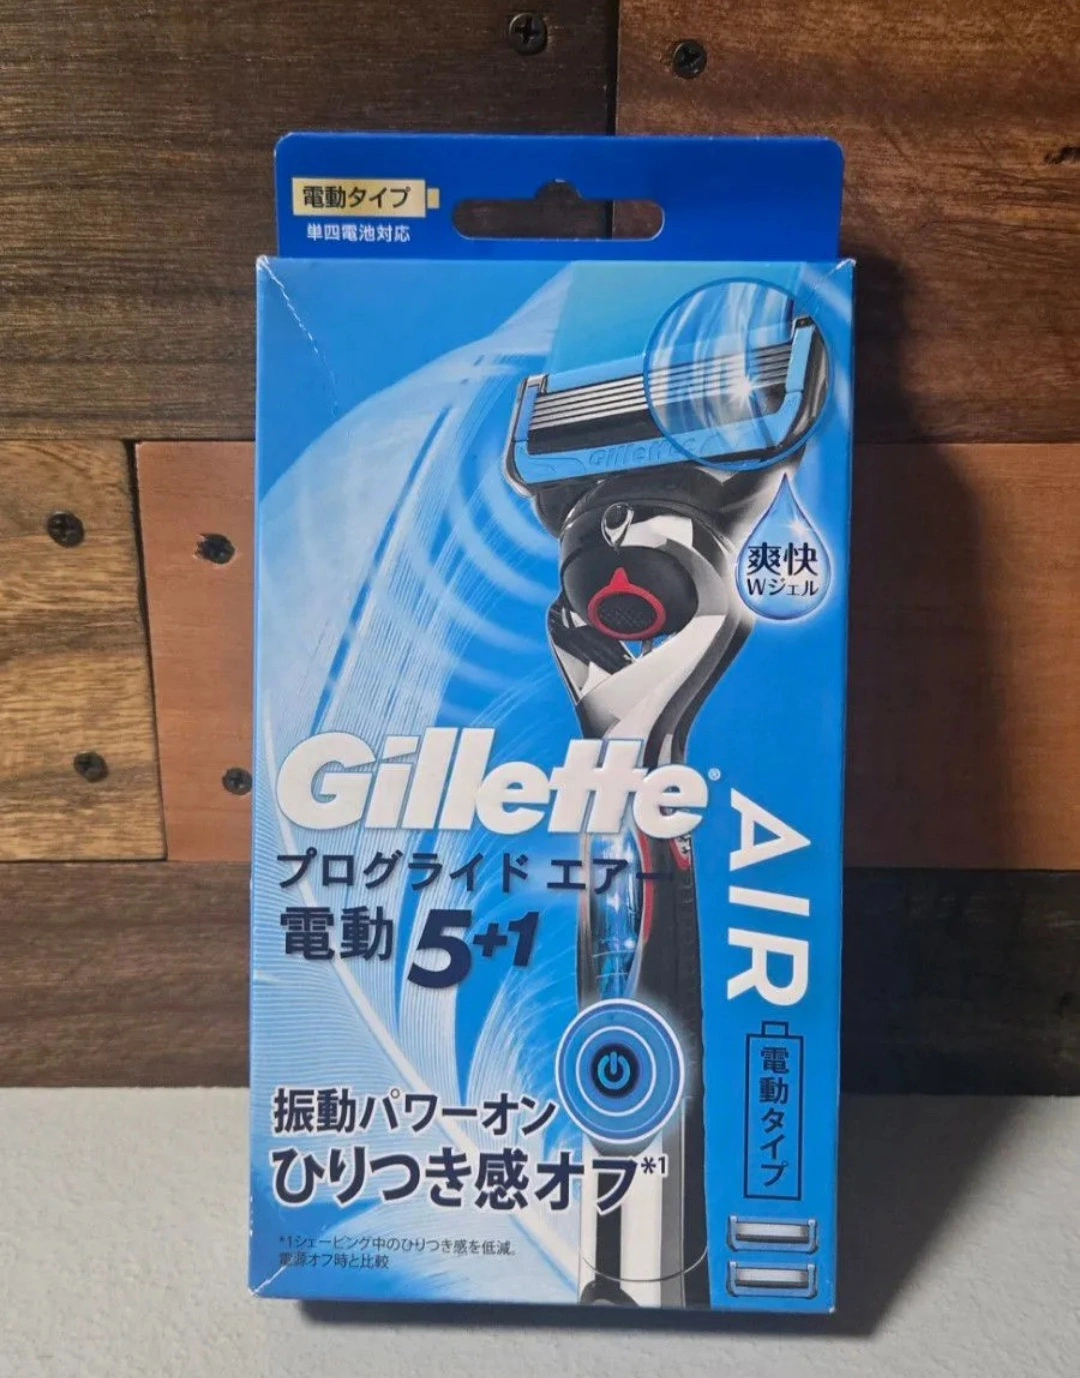 電動タイプ
単四電池対応
Gillette
爽快
Wジェル
Gillette®
プログライド エアー
電動 5+1
AIR
電動タイプ
振動パワーオン
ひりつき感オフ*1
*1シェービング中のひりつき感を低減。
電源オフ時と比較